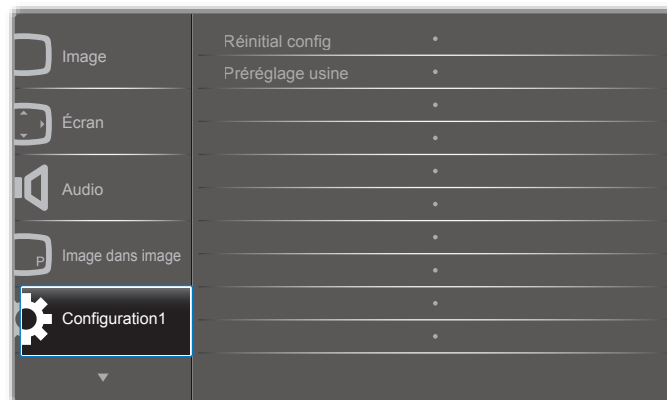 Image
Écran
Audio
P
Image dans image
Configuration1
Réinitial config
Préréglage usine